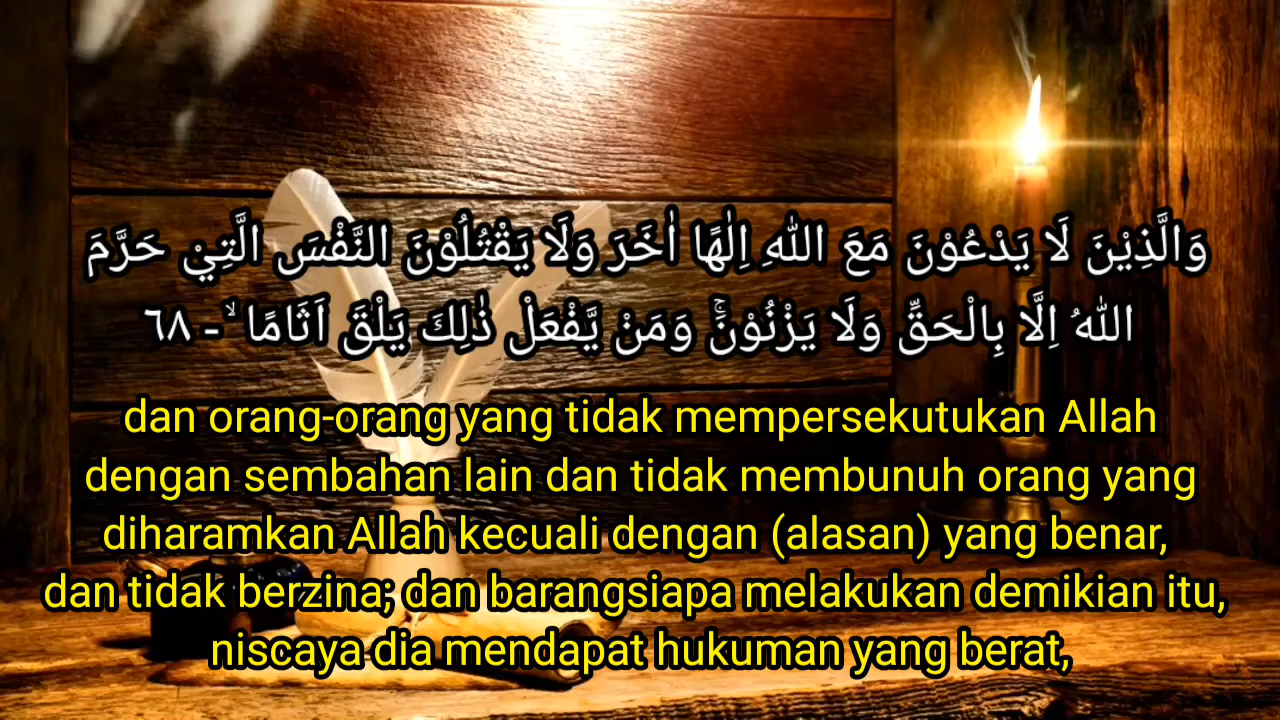 وَالَّذِيْنَ لَا يَدْعُوْنَ مَعَ اللّٰهِ اِلٰهًا اٰخَرَ وَلَا يَقْتُلُوْنَ النَّفْسَ الَّتِيْ حَرَّمَ
اللّٰهُ اِلَّا بِالْحَقِّ وَلَا يَزْنُوْنَۚ وَمَنْ يَّفْعَلْ ذٰلِكَ يَلْقَ اَثَامًا ۙ - ٦٨
dan orang-orang yang tidak mempersekutukan Allah
dengan sembahan lain dan tidak membunuh orang yang
diharamkan Allah kecuali dengan (alasan) yang benar,
dan tidak berzina; dan barangsiapa melakukan demikian itu,
niscaya dia mendapat hukuman yang berat,